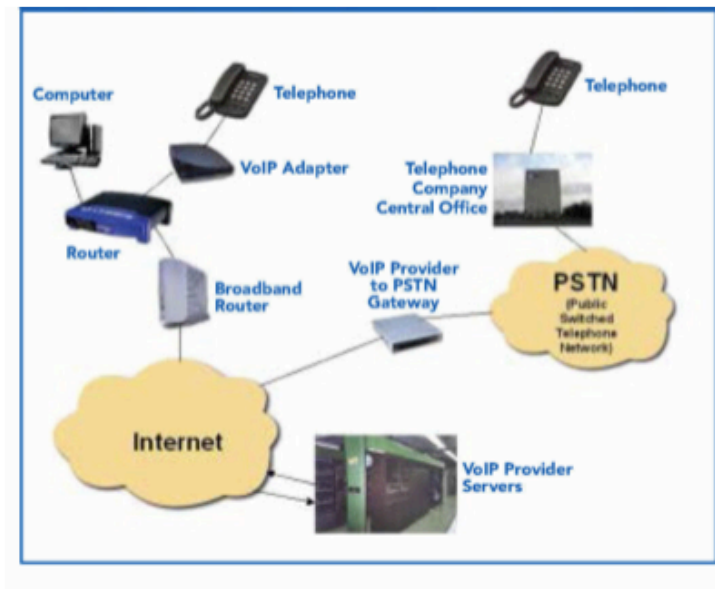 Computer
Telephone
VoIP Adapter
Router
Broadband
Router
Telephone
Telephone
Company
Central Office
VoIP Provider
to PSTN
Gateway
PSTN
(Public
Switched
Telephone
Network)
Internet
VoIP Provider
Servers